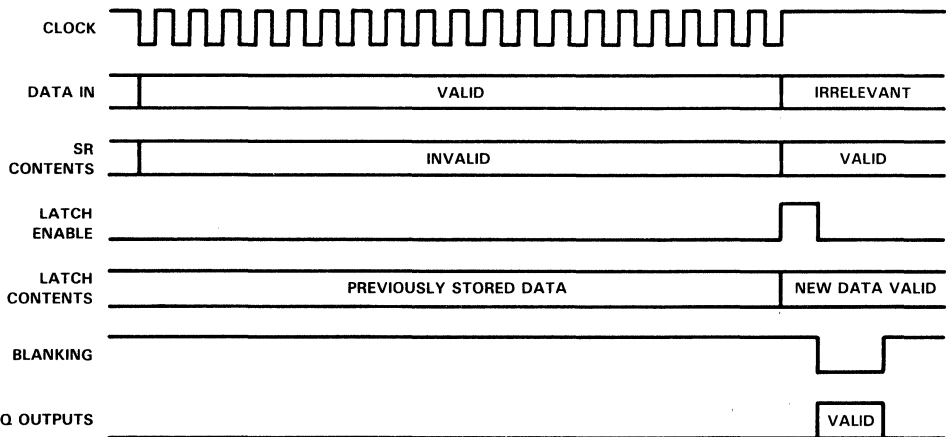 CLOCK
DATA IN
VALID
IRRELEVANT
SR
CONTENTS
INVALID
VALID
LATCH
ENABLE
LATCH
CONTENTS
PREVIOUSLY STORED DATA
NEW DATA VALID
BLANKING
Q OUTPUTS
VALID